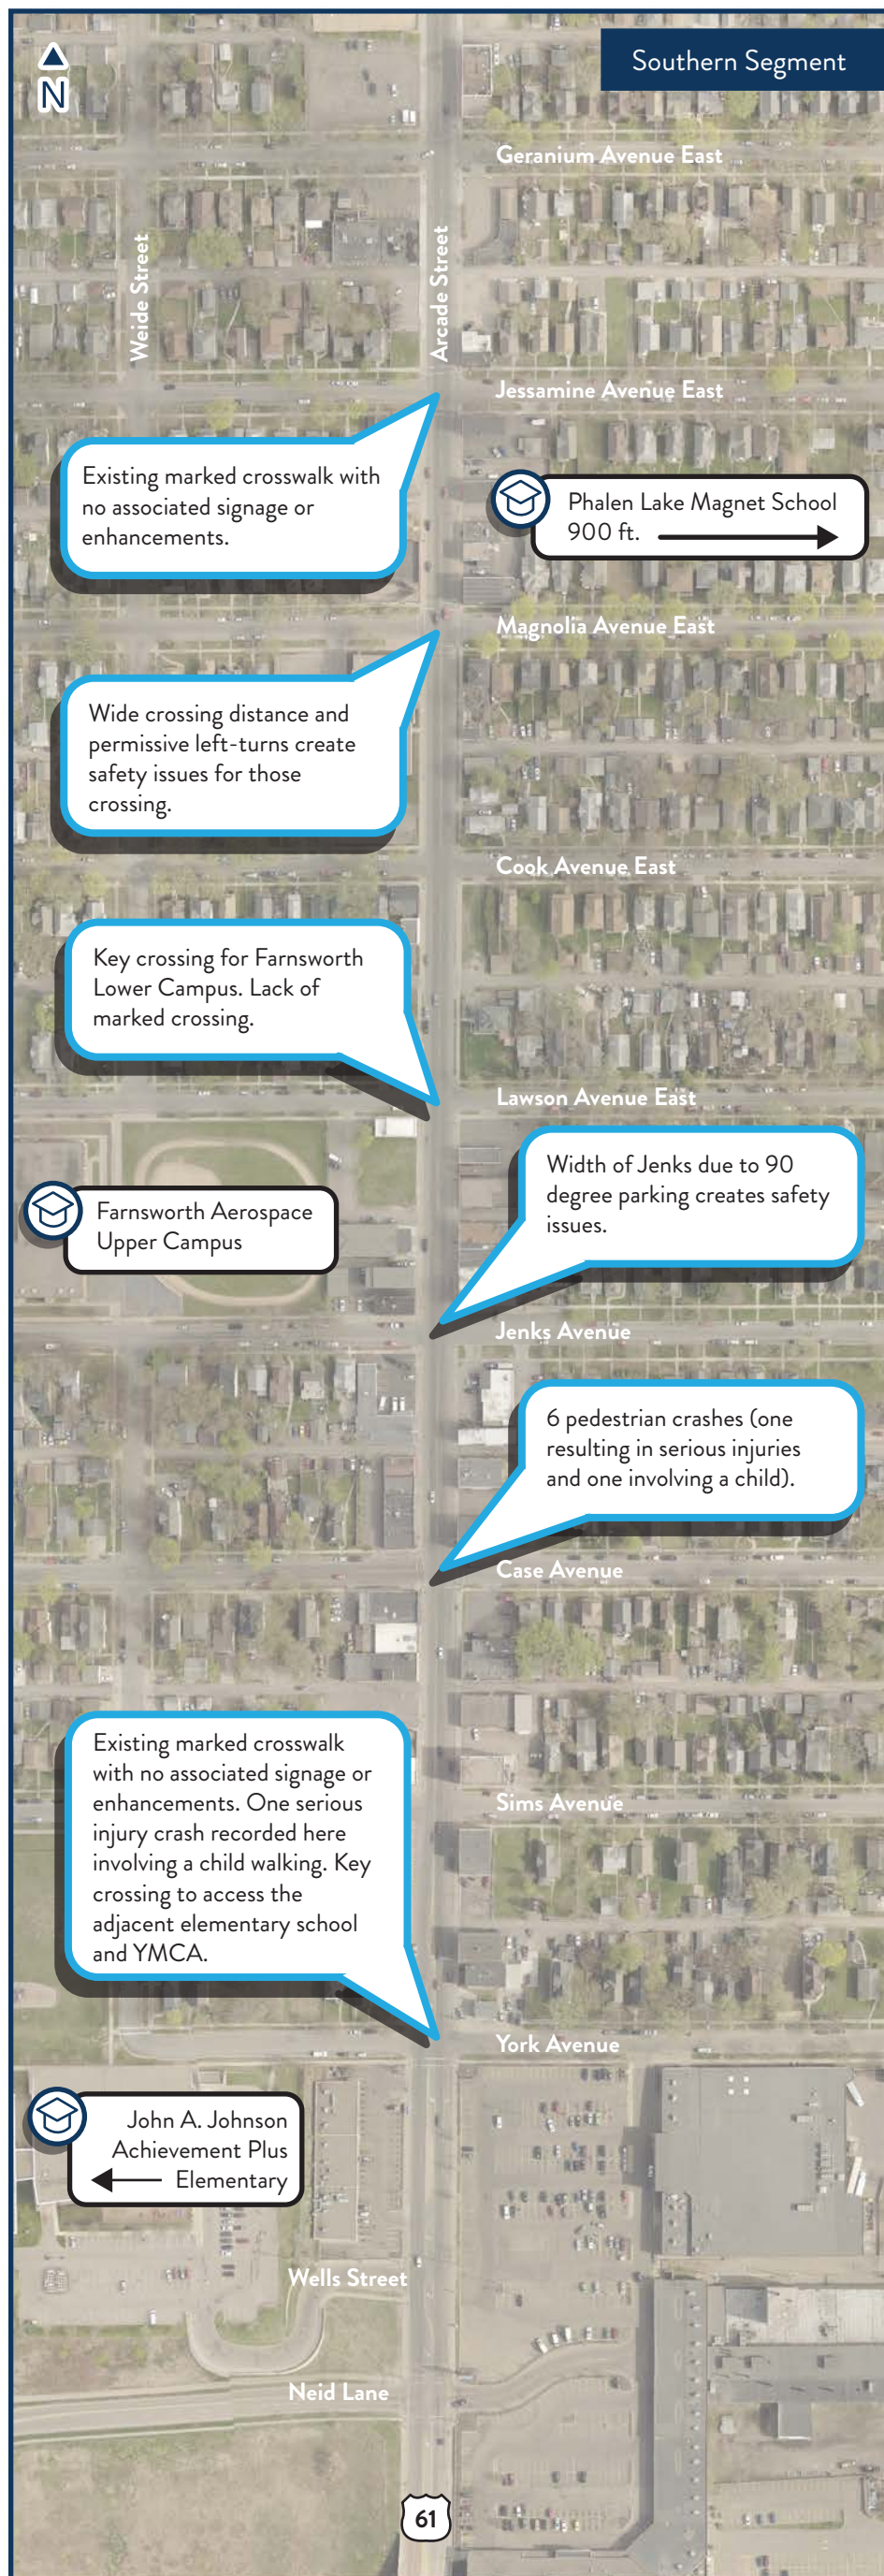 Southern Segment
N
Geranium Avenue East
Weide Street
Arcade Street
Jessamine Avenue East
Existing marked crosswalk with
no associated signage or
enhancements.
Phalen Lake Magnet School
900 ft.
Magnolia Avenue East
Wide crossing distance and
permissive left-turns create
safety issues for those
crossing.
Cook Avenue East
Key crossing for Farnsworth
Lower Campus. Lack of
marked crossing.
Lawson Avenue East
Width of Jenks due to 90
degree parking creates safety
issues.
Farnsworth Aerospace
Upper Campus
Jenks Avenue
6 pedestrian crashes (one
resulting in serious injuries
and one involving a child).
Case Avenue
Existing marked crosswalk
with no associated signage or
enhancements. One serious
injury crash recorded here
involving a child walking. Key
crossing to access the
adjacent elementary school
and YMCA.
Sims Avenue
York Avenue
John A. Johnson
Achievement Plus
Elementary
Wells Street
Neid Lane
61